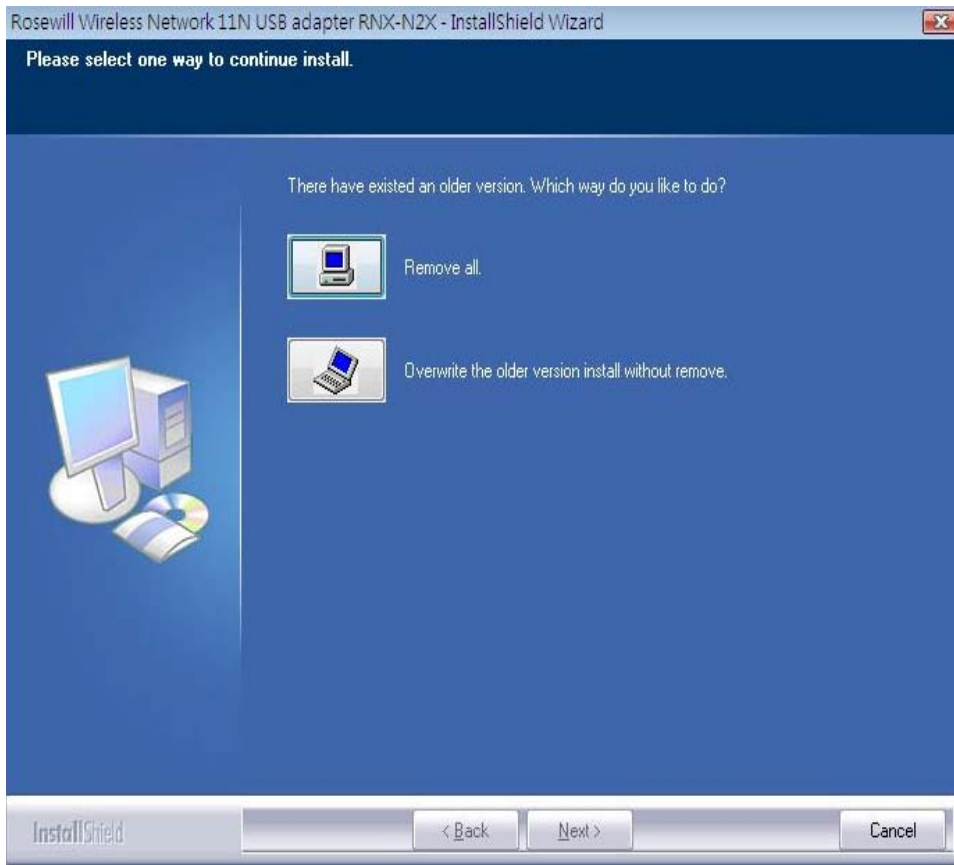 Rosewill Wireless Network 11N USB adapter RNX-N2X - InstallShield Wizard
Please select one way to continue install.
There have existed an older version. Which way do you like to do?
Remove all.
Overwrite the older version install without remove.
InstallShield
< Back
Next >
Cancel